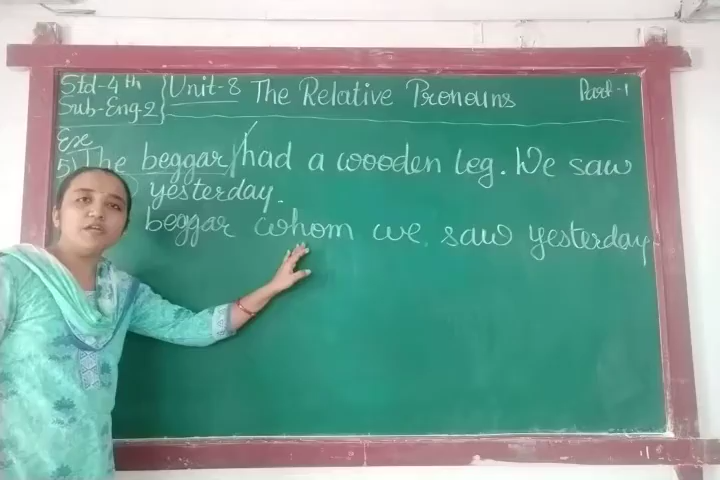 Std-4th
Sub-Eng-2
Unit-8 The Relative Pronouns
Part-1
Exe
5) The beggar had a wooden leg. We saw
yesterday.
beggar whom we saw yesterday